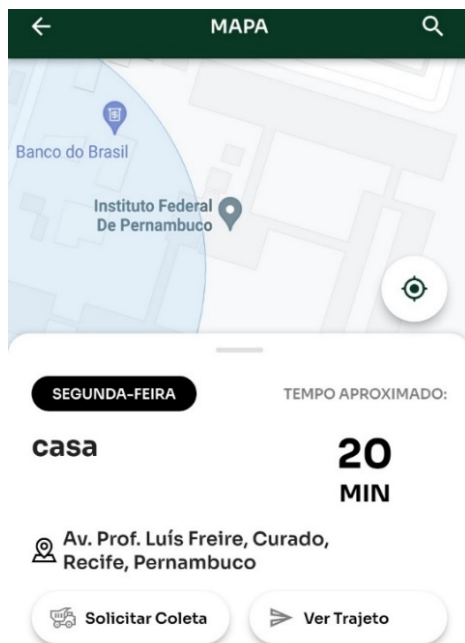 MAPA
Banco do Brasil
Instituto Federal
De Pernambuco
SEGUNDA-FEIRA
TEMPO APROXIMADO:
casa
20
MIN
Av. Prof. Luís Freire, Curado,
Recife, Pernambuco
Solicitar Coleta
Ver Trajeto